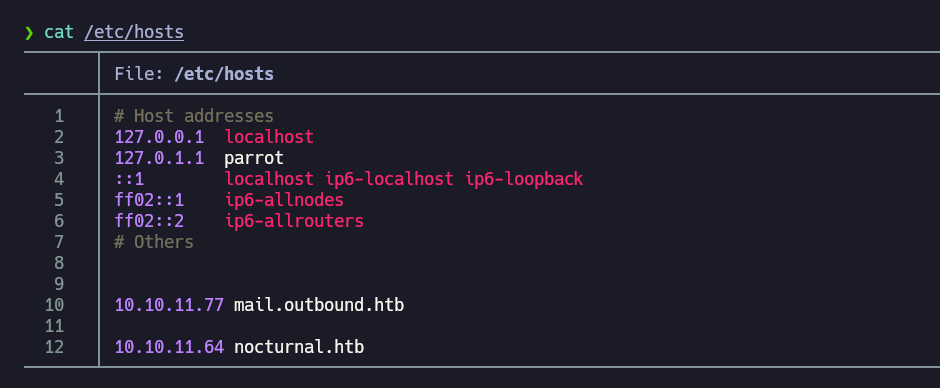 ❯ cat /etc/hosts
File: /etc/hosts
1 # Host addresses
2 127.0.0.1 localhost
3 127.0.1.1 parrot
4 ::1 localhost ip6-localhost ip6-loopback
5 ff02::1 ip6-allnodes
6 ff02::2 ip6-allrouters
7 # Others
8
9
10 10.10.11.77 mail.outbound.htb
11
12 10.10.11.64 nocturnal.htb